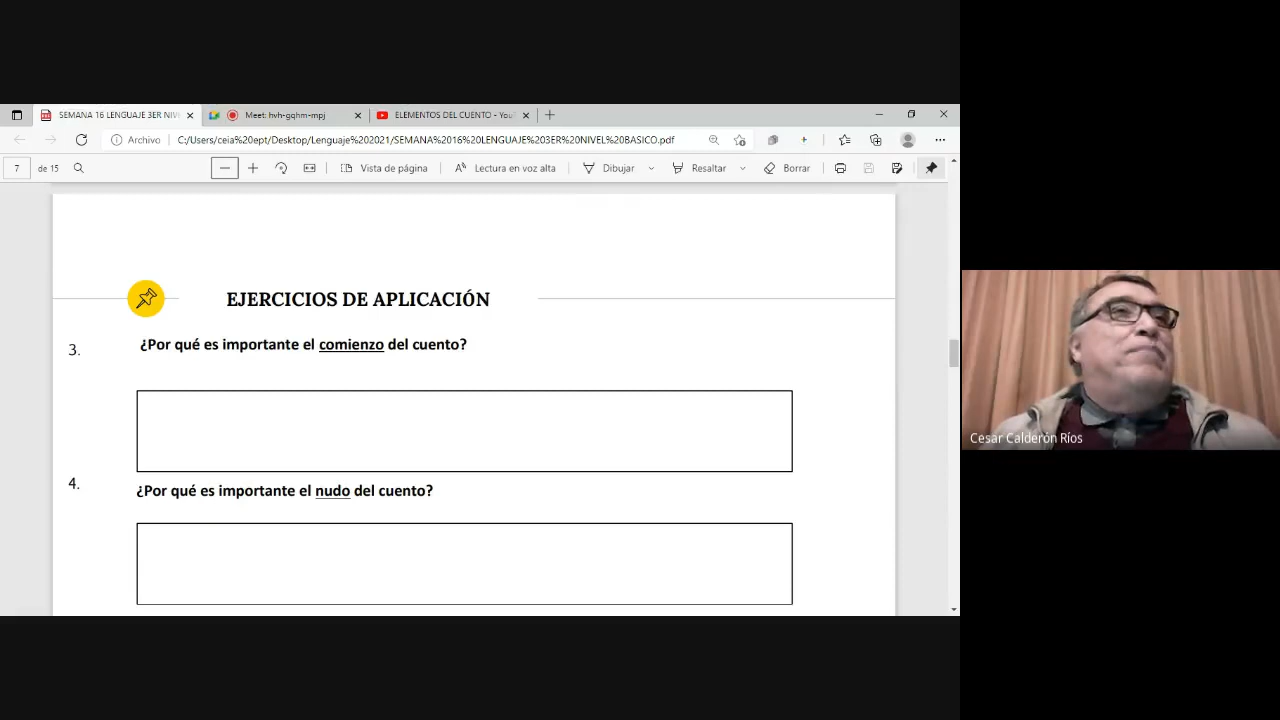 SEMANA 16 LENGUAJE 3ER NIV
Meet: hvh-gqhm-mpj
ELEMENTOS DEL CUENTO - You
Archivo
C:/Users/ceia%20ept/Desktop/Lenguaje%202021/SEMANA%2016%20LENGUAJE%203ER%20NIVEL%20BASICO.pdf
7 de 15
Vista de página
Lectura en voz alta
Dibujar
Resaltar
Borrar
EJERCICIOS DE APLICACIÓN
3. ¿Por qué es importante el comienzo del cuento?
4. ¿Por qué es importante el nudo del cuento?
Cesar Calderón Ríos